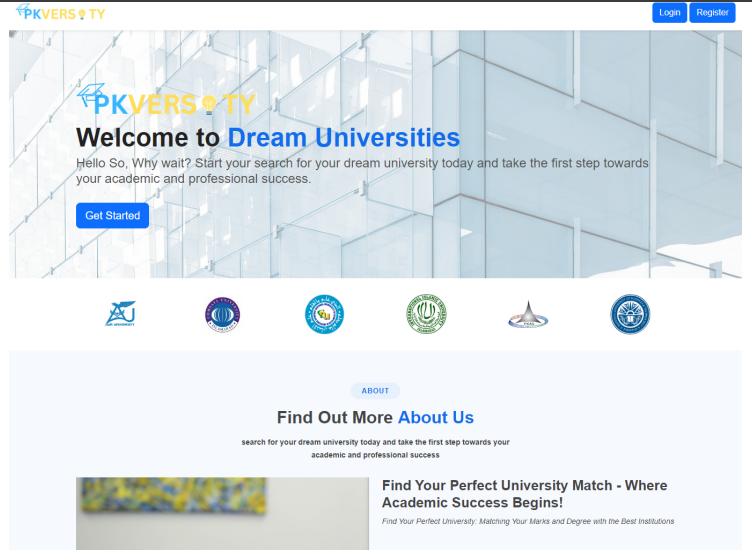 PKVERSITY
Login
Register
PKVERSITY
Welcome to Dream Universities
Hello So, Why wait? Start your search for your dream university today and take the first step towards
your academic and professional success.
Get Started
AIR UNIVERSITY
INTERNATIONAL ISLAMIC UNIVERSITY
ISLAMABAD
ABOUT
Find Out More About Us
search for your dream university today and take the first step towards your
academic and professional success
Find Your Perfect University Match - Where
Academic Success Begins!
Find Your Perfect University: Matching Your Marks and Degree with the Best Institutions